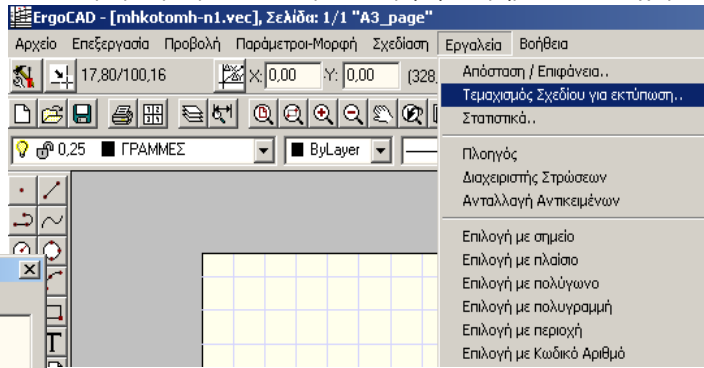 ErgoCAD - [mhkotomh-n1.vec], Σελίδα: 1/1 "A3_page"
Αρχείο Επεξεργασία Προβολή Παράμετροι-Μορφή Σχεδίαση Εργαλεία Βοήθεια
17,80/100,16 X: 0,00 Y: 0,00 (328,
0,25 ΓΡΑΜΜΕΣ ByLayer
Απόσταση / Επιφάνεια..
Τεμαχισμός Σχεδίου για εκτύπωση..
Στατιστικά..
Πλοηγός
Διαχειριστής Στρώσεων
Ανταλλαγή Αντικειμένων
Επιλογή με σημείο
Επιλογή με πλαίσιο
Επιλογή με πολύγωνο
Επιλογή με πολυγραμμή
Επιλογή με περιοχή
Επιλογή με Κωδικό Αριθμό
T